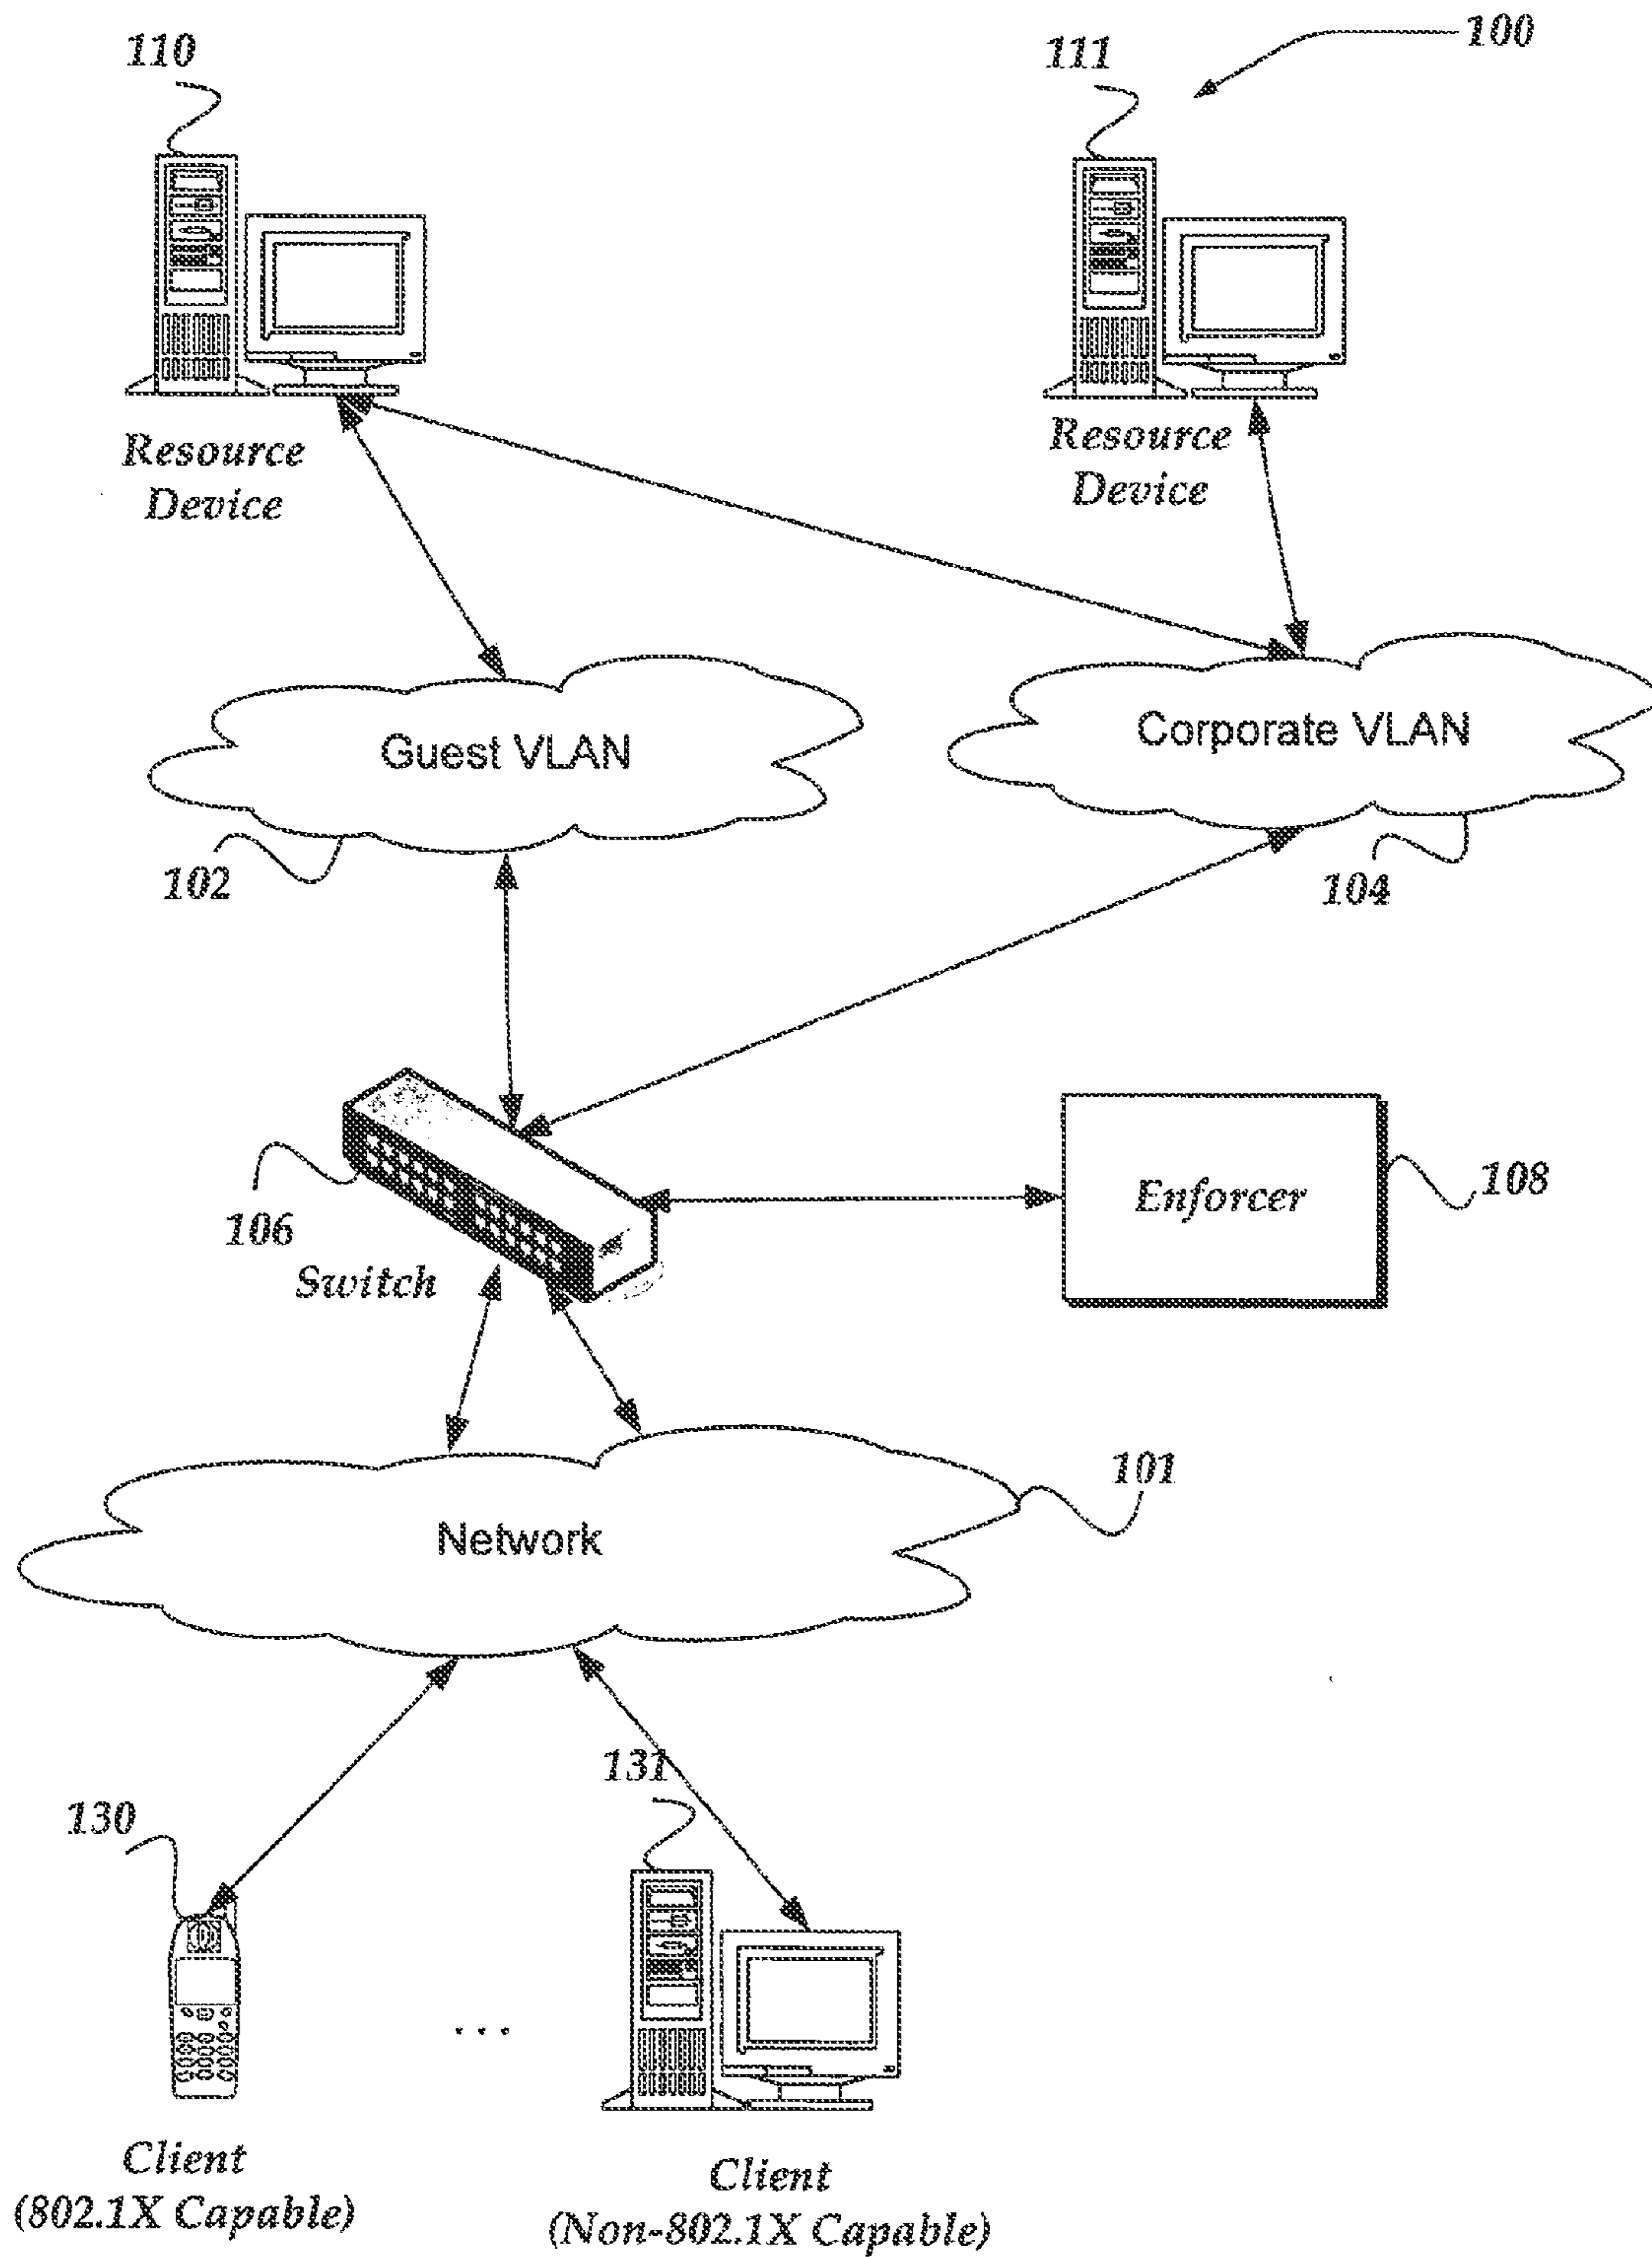 110
111
100
Resource
Device
Resource
Device
Guest VLAN
Corporate VLAN
102
104
106
Switch
Enforcer
108
101
Network
131
130
...
Client
(802.1X Capable)
Client
(Non-802.1X Capable)